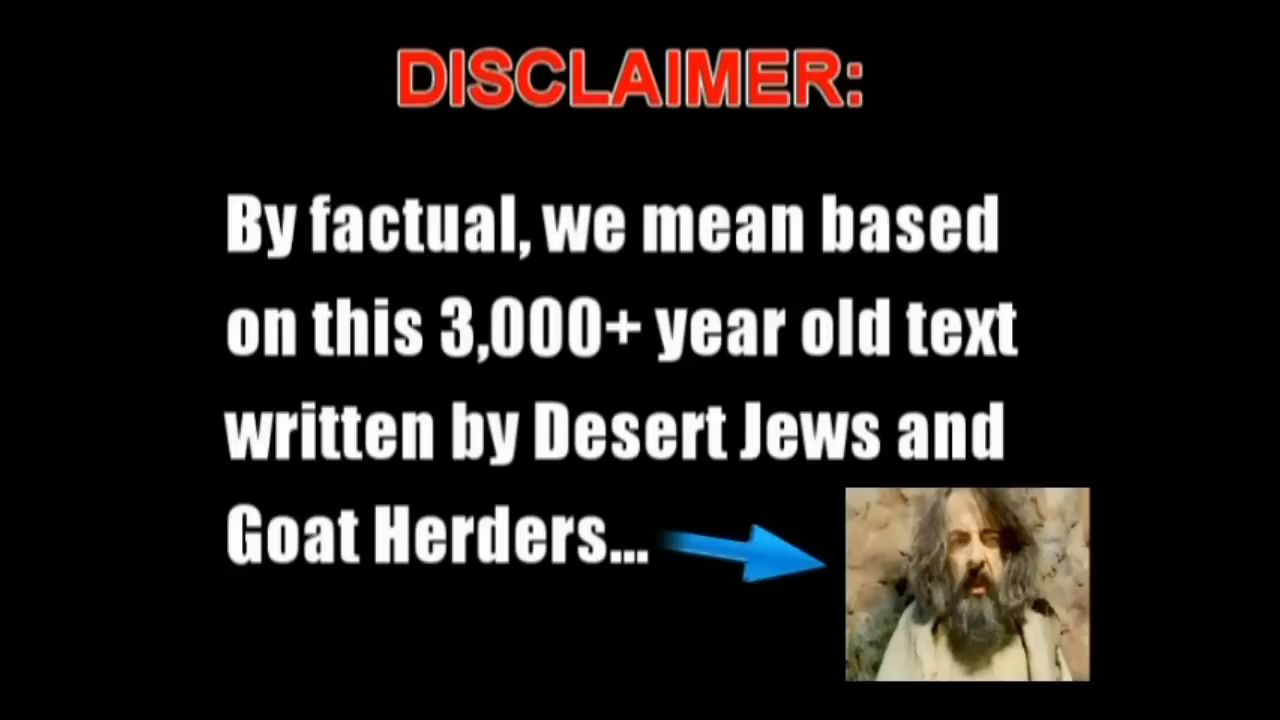 DISCLAIMER:
By factual, we mean based
on this 3,000+ year old text
written by Desert Jews and
Goat Herders...